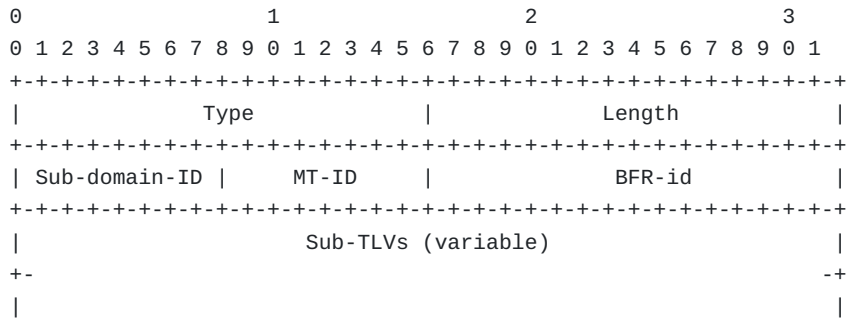 0                   1                   2                   3
0 1 2 3 4 5 6 7 8 9 0 1 2 3 4 5 6 7 8 9 0 1 2 3 4 5 6 7 8 9 0 1
+-+-+-+-+-+-+-+-+-+-+-+-+-+-+-+-+-+-+-+-+-+-+-+-+-+-+-+-+-+-+-+-+
|              Type             |             Length            |
+-+-+-+-+-+-+-+-+-+-+-+-+-+-+-+-+-+-+-+-+-+-+-+-+-+-+-+-+-+-+-+-+
| Sub-domain-ID |     MT-ID     |              BFR-id           |
+-+-+-+-+-+-+-+-+-+-+-+-+-+-+-+-+-+-+-+-+-+-+-+-+-+-+-+-+-+-+-+-+
|                      Sub-TLVs (variable)                      |
+-                                                             -+
|                                                               |